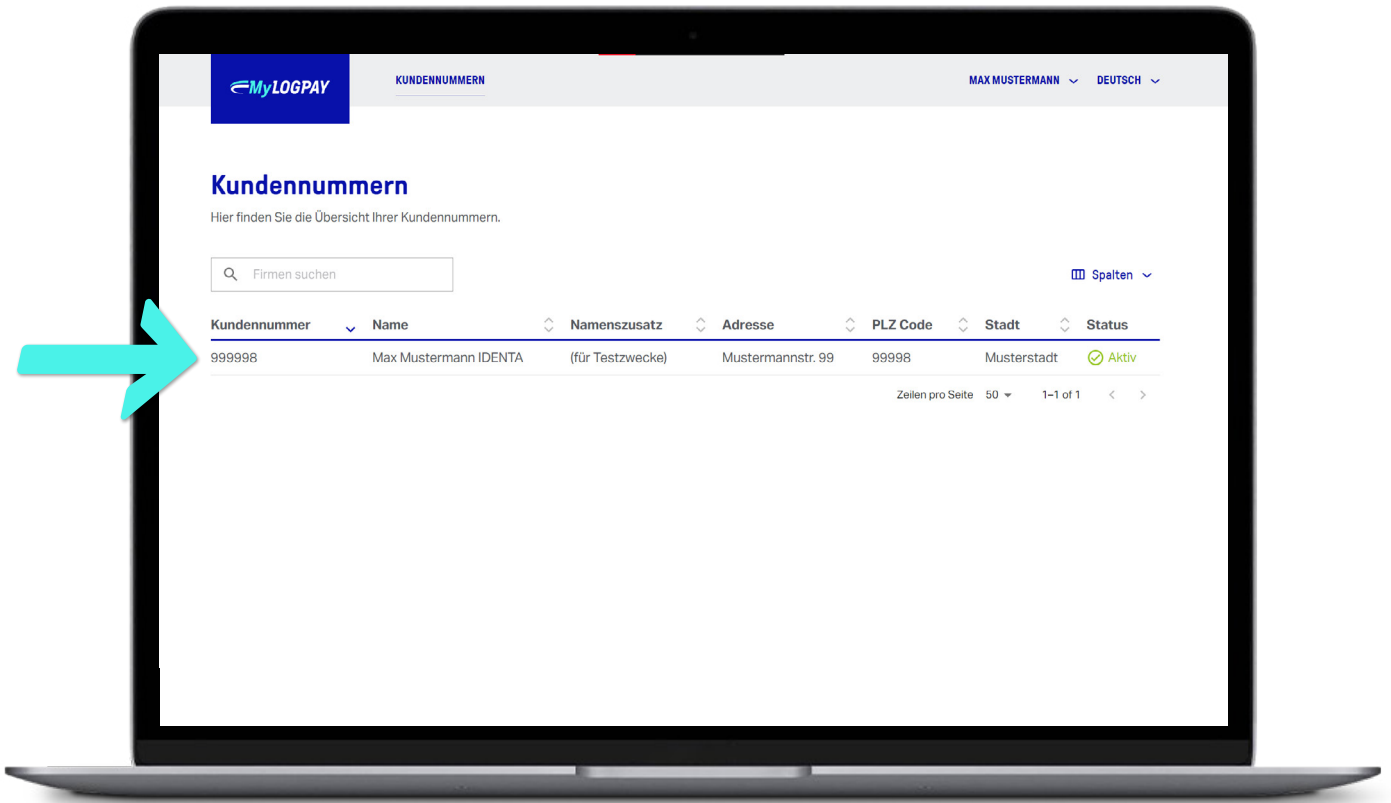 MyLOGPAY KUNDENNUMMERN MAX MUSTERMANN DEUTSCH
Kundennummern
Hier finden Sie die Übersicht Ihrer Kundennummern.
Firmen suchen Spalten
Kundennummer Name Namenszusatz Adresse PLZ Code Stadt Status
999998 Max Mustermann IDENTA (für Testzwecke) Mustermannstr. 99 99998 Musterstadt Aktiv
Zeilen pro Seite 50 1–1 of 1